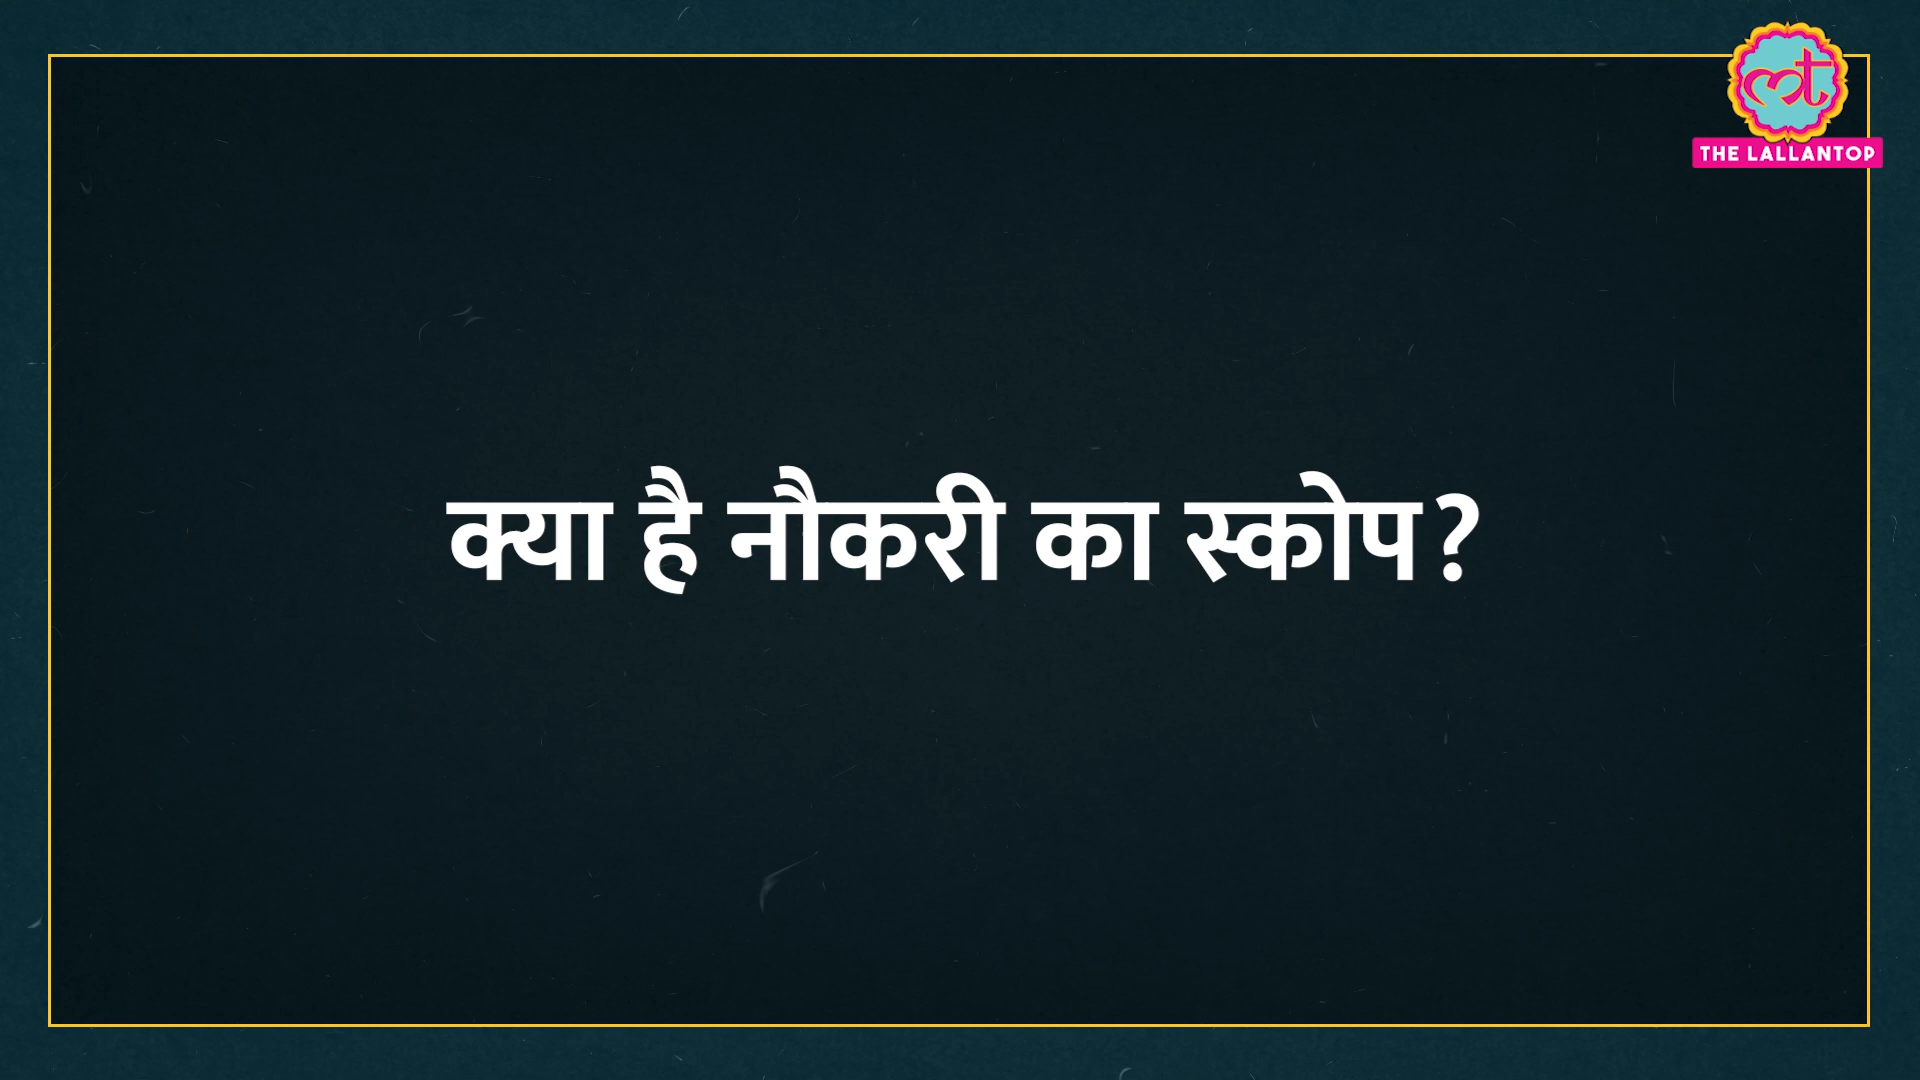 THE LALLANTOP
क्या है नौकरी का स्कोप?